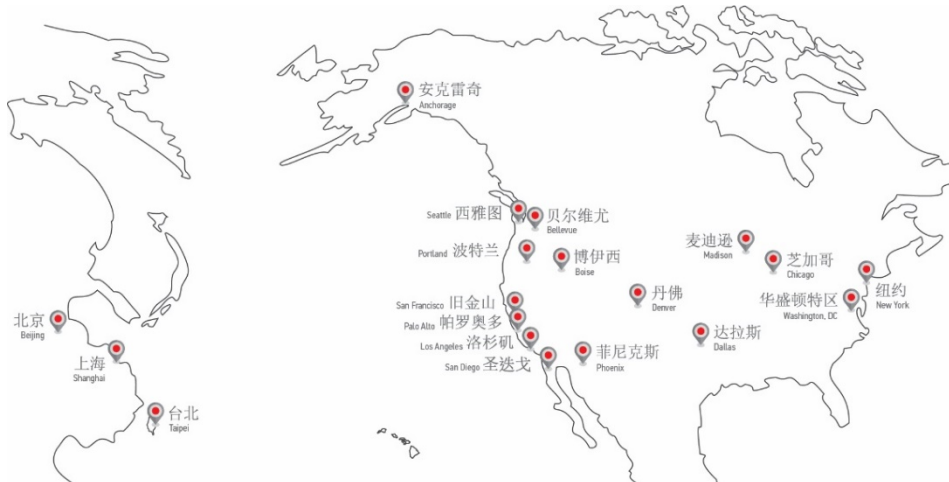 安克雷奇
Anchorage
Seattle 西雅图
贝尔维尤
Bellevue
Portland 波特兰
博伊西
Boise
麦迪逊
Madison
芝加哥
Chicago
纽约
New York
华盛顿特区
Washington, DC
丹佛
Denver
San Francisco 旧金山
Palo Alto 帕罗奥多
Los Angeles 洛杉矶
San Diego 圣迭戈
菲尼克斯
Phoenix
达拉斯
Dallas
北京
Beijing
上海
Shanghai
台北
Taipei